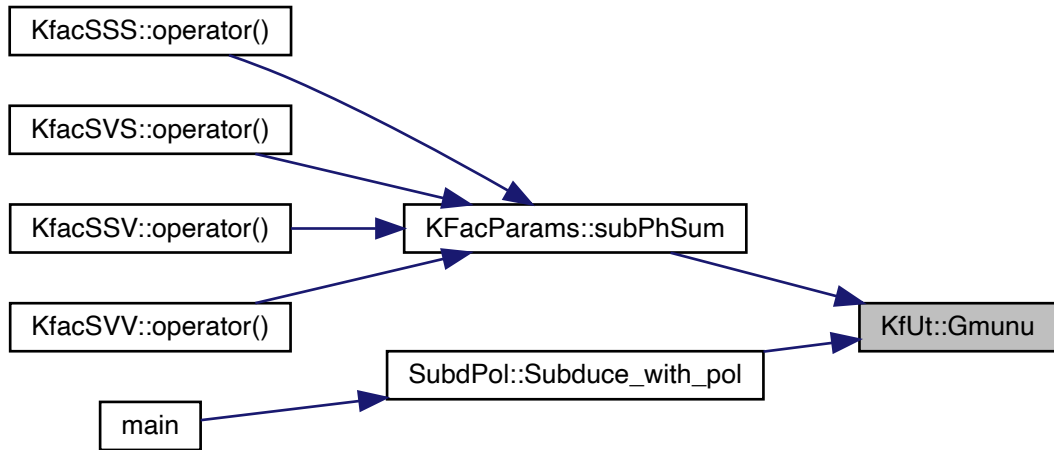 KfacSSS::operator()
KfacSVS::operator()
KfacSSV::operator()
KFacParams::subPhSum
KfacSVV::operator()
KfUt::Gmunu
SubdPol::Subduce_with_pol
main